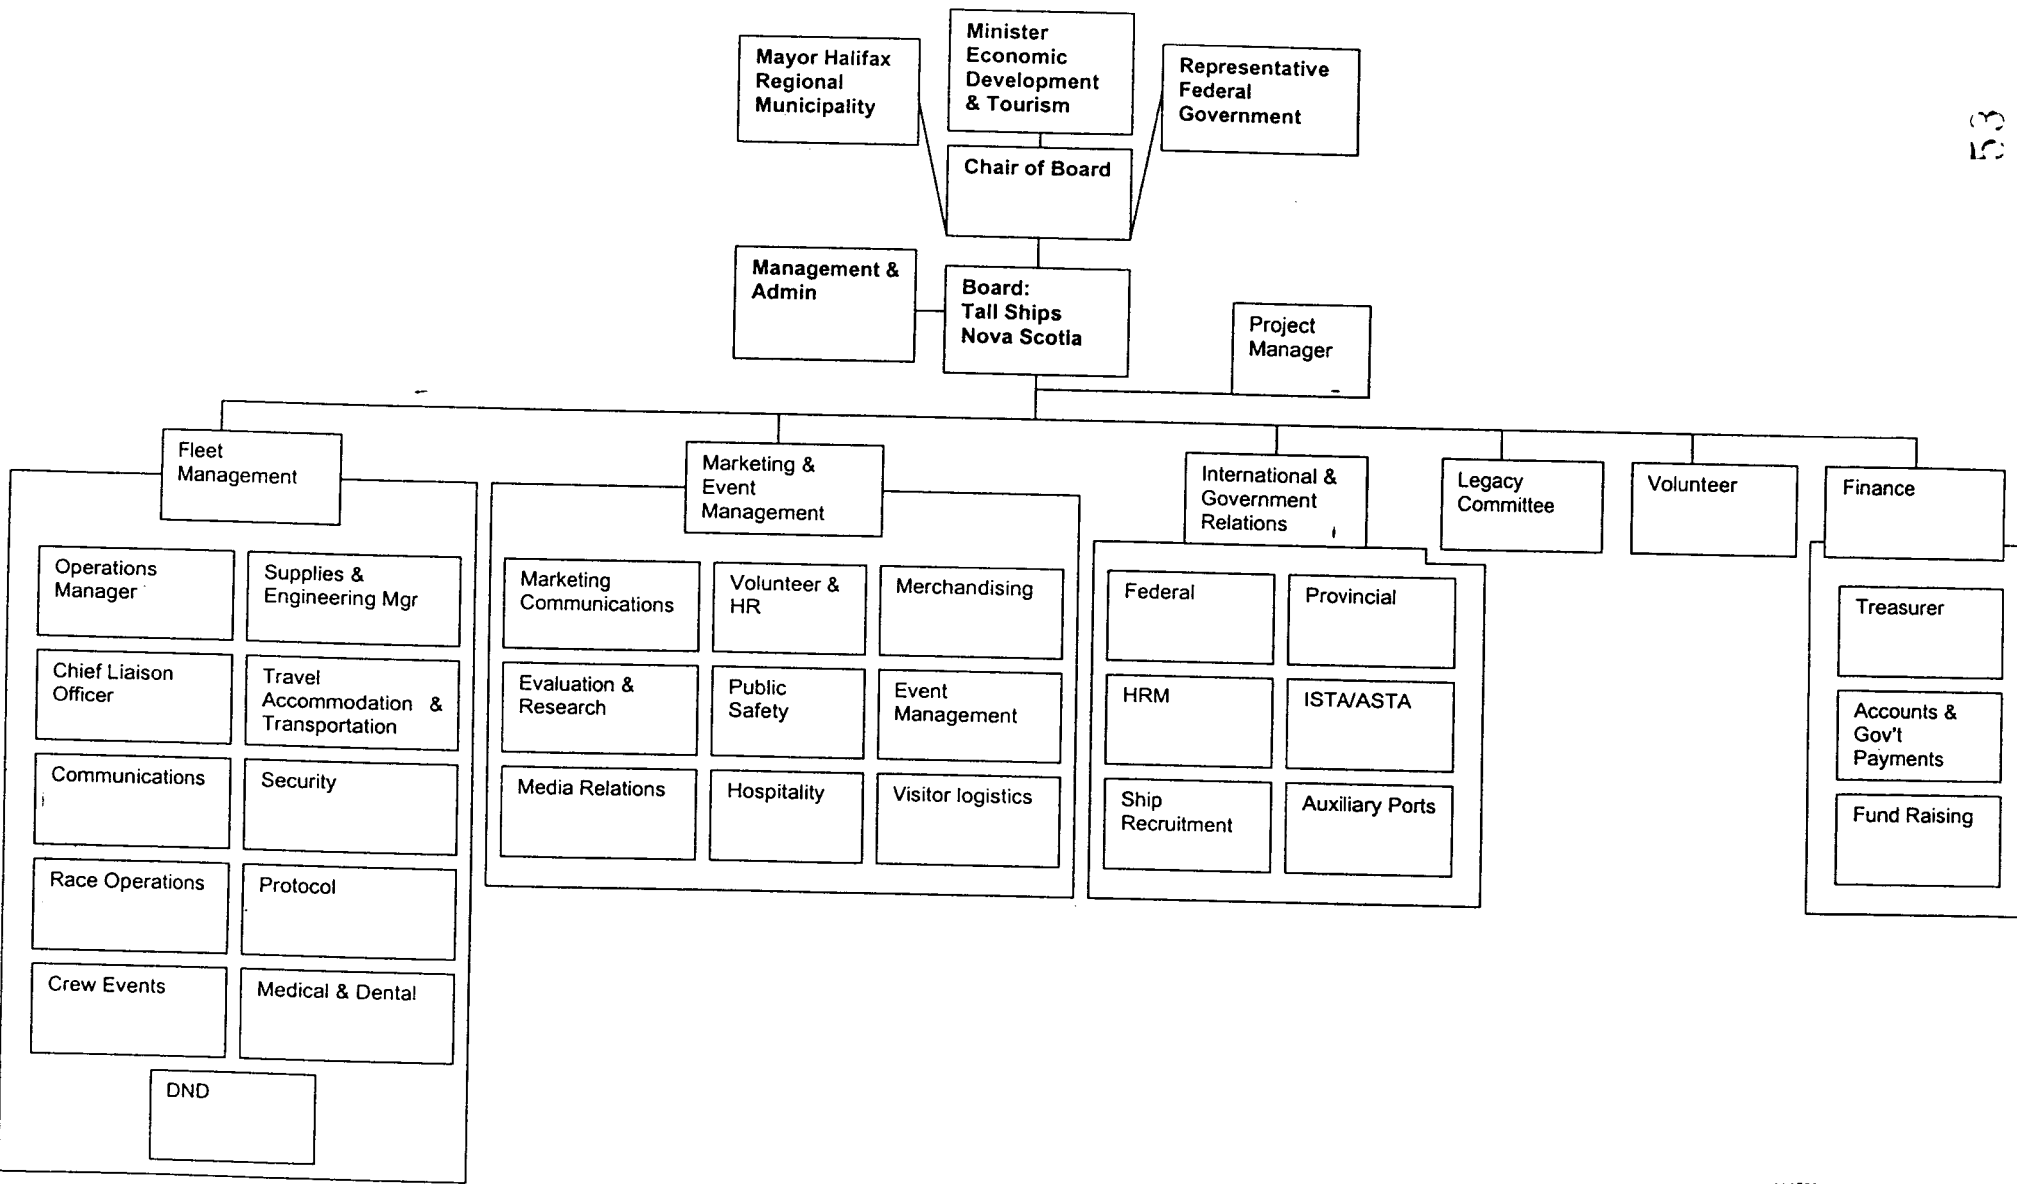 Mayor Halifax
Regional
Municipality
Minister
Economic
Development
& Tourism
Representative
Federal
Government
53
Chair of Board
Management &
Admin
Board:
Tall Ships
Nova Scotia
Project
Manager
Fleet
Management
Marketing &
Event
Management
International &
Government
Relations
Legacy
Committee
Volunteer
Finance
Operations
Manager
Supplies &
Engineering Mgr
Chief Liaison
Officer
Travel
Accommodation &
Transportation
Communications
Security
Race Operations
Protocol
Crew Events
Medical & Dental
DND
Marketing
Communications
Volunteer &
HR
Merchandising
Evaluation &
Research
Public
Safety
Event
Management
Media Relations
Hospitality
Visitor logistics
Federal
Provincial
HRM
ISTA/ASTA
Ship
Recruitment
Auxiliary Ports
Treasurer
Accounts &
Gov't
Payments
Fund Raising